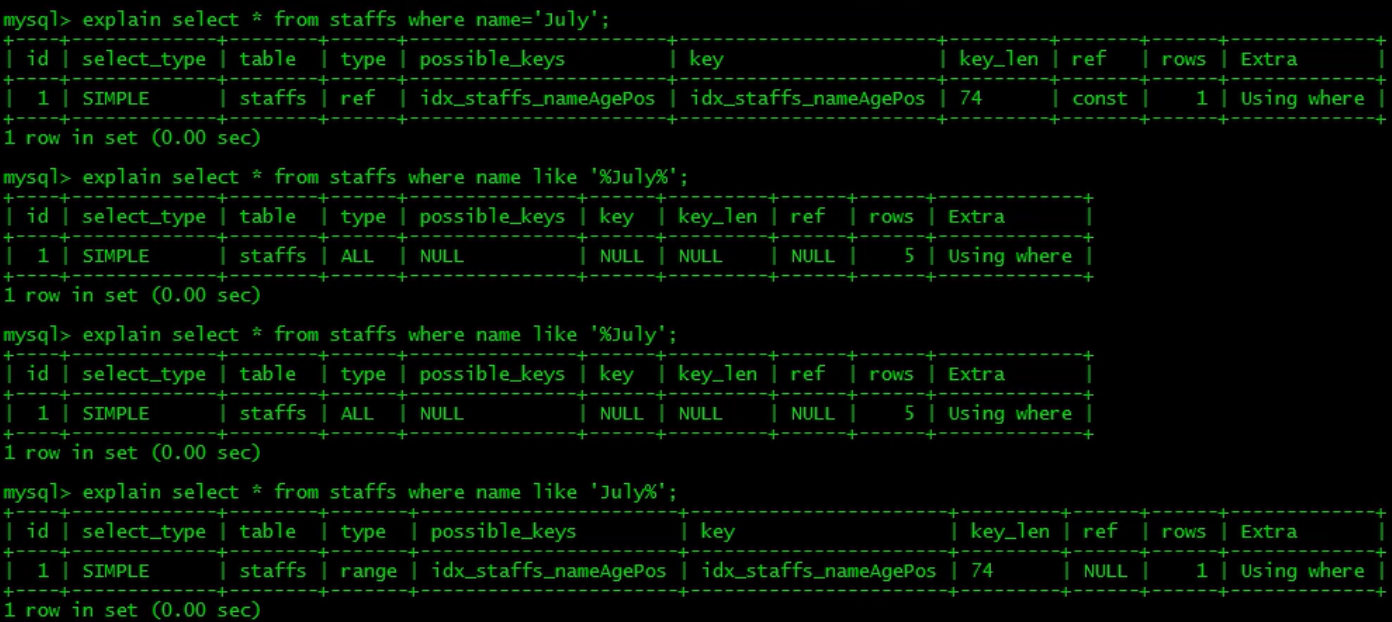 mysql> explain select * from staffs where name='July';
+----+-------------+--------+------+-----------------------+-----------------------+---------+-------+------+-------------+
| id | select_type | table  | type | possible_keys         | key                   | key_len | ref   | rows | Extra       |
+----+-------------+--------+------+-----------------------+-----------------------+---------+-------+------+-------------+
|  1 | SIMPLE      | staffs | ref  | idx_staffs_nameAgePos | idx_staffs_nameAgePos | 74      | const |    1 | Using where |
+----+-------------+--------+------+-----------------------+-----------------------+---------+-------+------+-------------+
1 row in set (0.00 sec)
mysql> explain select * from staffs where name like '%July%';
+----+-------------+--------+------+---------------+------+---------+------+------+-------------+
| id | select_type | table  | type | possible_keys | key  | key_len | ref  | rows | Extra       |
+----+-------------+--------+------+---------------+------+---------+------+------+-------------+
|  1 | SIMPLE      | staffs | ALL  | NULL          | NULL | NULL    | NULL |    5 | Using where |
+----+-------------+--------+------+---------------+------+---------+------+------+-------------+
1 row in set (0.00 sec)
mysql> explain select * from staffs where name like '%July';
+----+-------------+--------+------+---------------+------+---------+------+------+-------------+
| id | select_type | table  | type | possible_keys | key  | key_len | ref  | rows | Extra       |
+----+-------------+--------+------+---------------+------+---------+------+------+-------------+
|  1 | SIMPLE      | staffs | ALL  | NULL          | NULL | NULL    | NULL |    5 | Using where |
+----+-------------+--------+------+---------------+------+---------+------+------+-------------+
1 row in set (0.00 sec)
mysql> explain select * from staffs where name like 'July%';
+----+-------------+--------+-------+-----------------------+-----------------------+---------+------+------+-------------+
| id | select_type | table  | type  | possible_keys         | key                   | key_len | ref  | rows | Extra       |
+----+-------------+--------+-------+-----------------------+-----------------------+---------+------+------+-------------+
|  1 | SIMPLE      | staffs | range | idx_staffs_nameAgePos | idx_staffs_nameAgePos | 74      | NULL |    1 | Using where |
+----+-------------+--------+-------+-----------------------+-----------------------+---------+------+------+-------------+
1 row in set (0.00 sec)